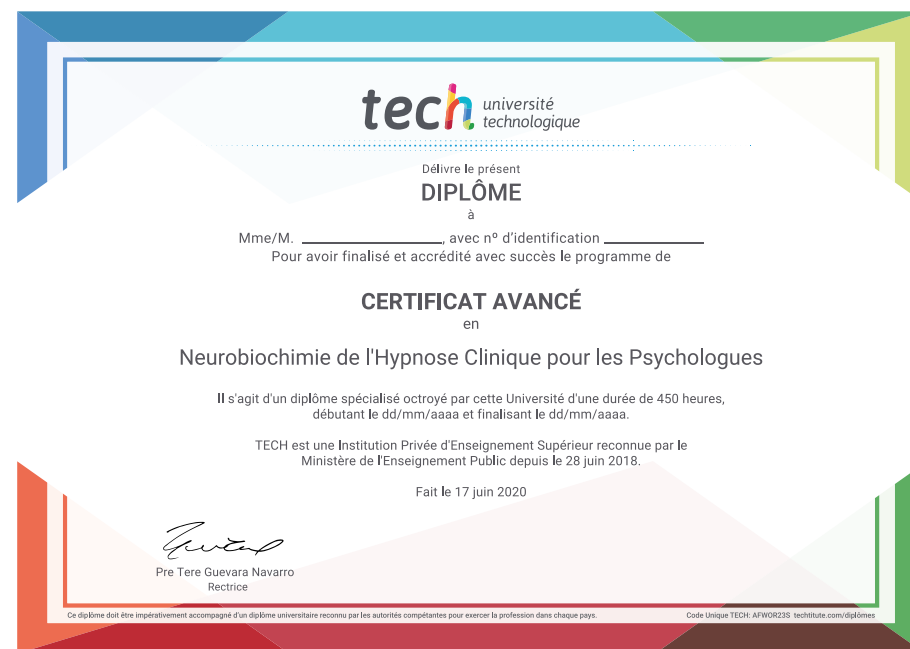 tech université
technologique
Délivre le présent
DIPLÔME
à
Mme/M. ____________, avec nº d'identification ____________
Pour avoir finalisé et accrédité avec succès le programme de
CERTIFICAT AVANCÉ
en
Neurobiochimie de l'Hypnose Clinique pour les Psychologues
Il s'agit d'un diplôme spécialisé octroyé par cette Université d'une durée de 450 heures,
débutant le dd/mm/aaaa et finalisant le dd/mm/aaaa.
TECH est une Institution Privée d'Enseignement Supérieur reconnue par le
Ministère de l'Enseignement Public depuis le 28 juin 2018.
Fait le 17 juin 2020
Pre Tere Guevara Navarro
Rectrice
Ce diplôme doit être impérativement accompagné d'un diplôme universitaire reconnu par les autorités compétentes pour exercer la profession dans chaque pays.
Code Unique TECH: AFWOR23S techtitute.com/diplômes